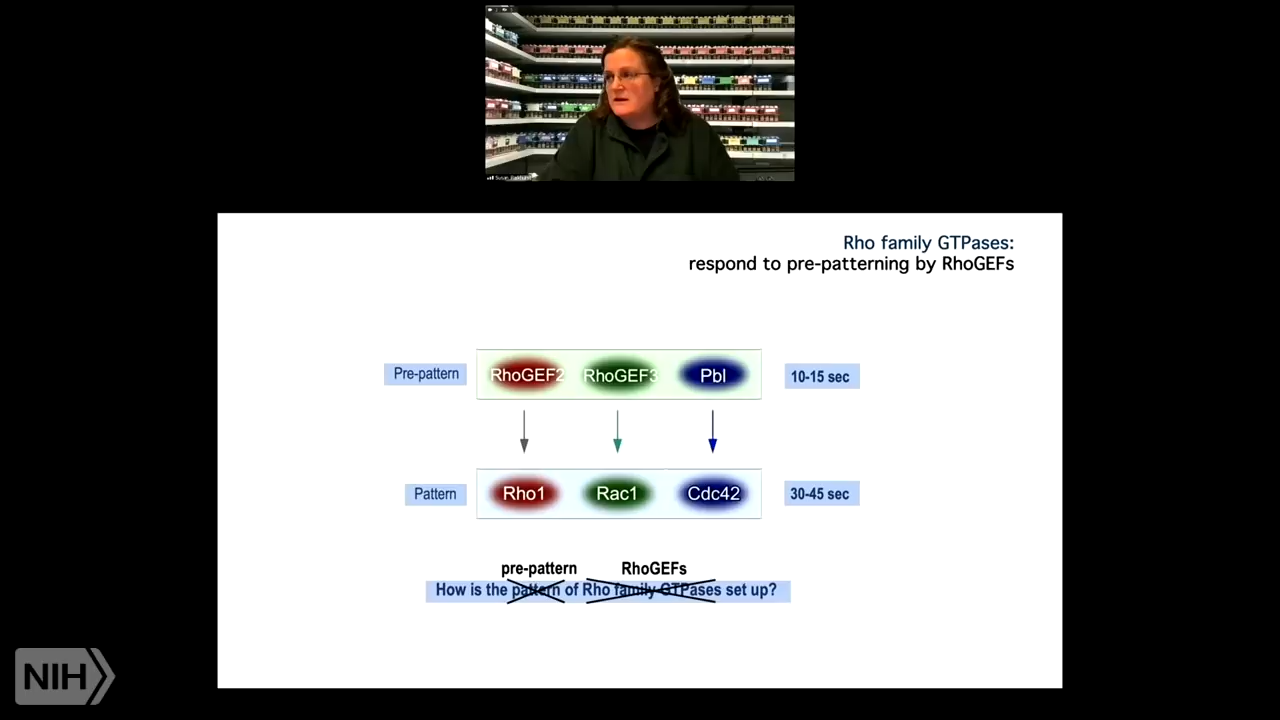 Rho family GTPases:
respond to pre-patterning by RhoGEFs
Pre-pattern
RhoGEF2
RhoGEF3
Pbl
10-15 sec
Pattern
Rho1
Rac1
Cdc42
30-45 sec
pre-pattern RhoGEFs
How is the pattern of Rho family GTPases set up?
NIH